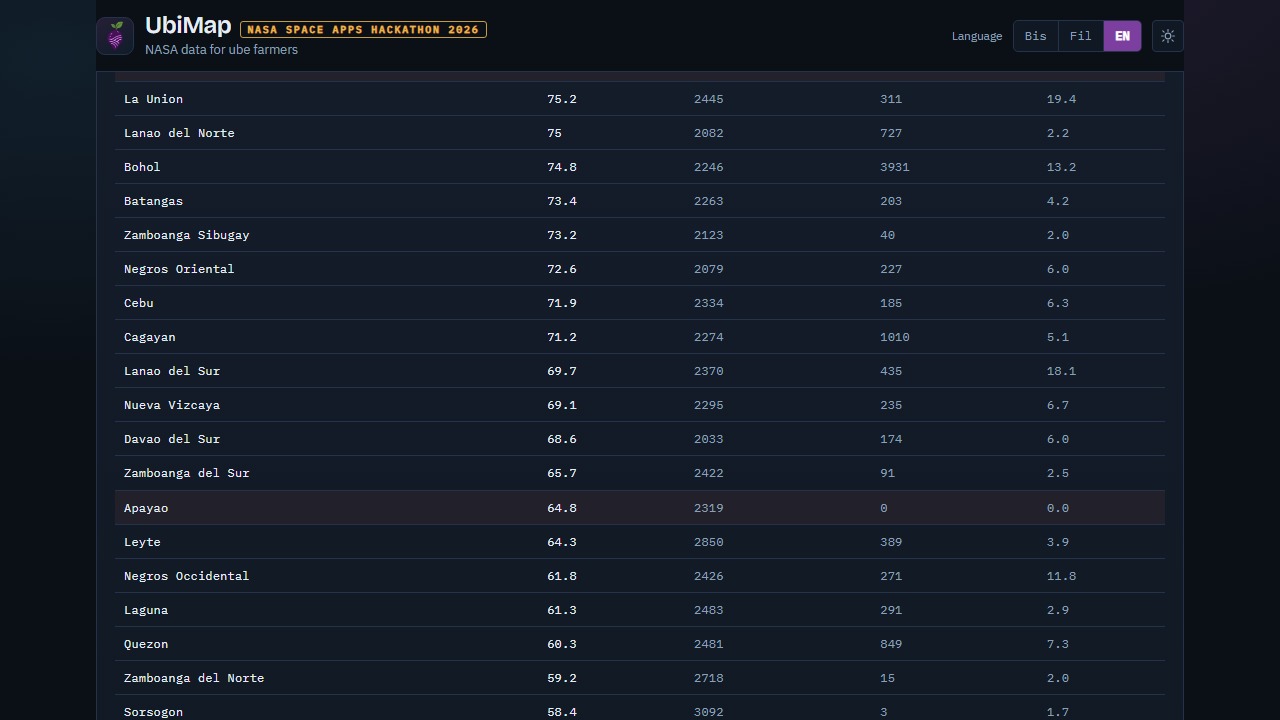 UbiMap NASA SPACE APPS HACKATHON 2026
NASA data for ube farmers
Language Bis Fil EN
La Union 75.2 2445 311 19.4
Lanao del Norte 75 2082 727 2.2
Bohol 74.8 2246 3931 13.2
Batangas 73.4 2263 203 4.2
Zamboanga Sibugay 73.2 2123 40 2.0
Negros Oriental 72.6 2079 227 6.0
Cebu 71.9 2334 185 6.3
Cagayan 71.2 2274 1010 5.1
Lanao del Sur 69.7 2370 435 18.1
Nueva Vizcaya 69.1 2295 235 6.7
Davao del Sur 68.6 2033 174 6.0
Zamboanga del Sur 65.7 2422 91 2.5
Apayao 64.8 2319 0 0.0
Leyte 64.3 2850 389 3.9
Negros Occidental 61.8 2426 271 11.8
Laguna 61.3 2483 291 2.9
Quezon 60.3 2481 849 7.3
Zamboanga del Norte 59.2 2718 15 2.0
Sorsogon 58.4 3092 3 1.7